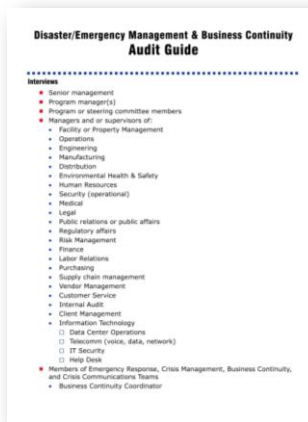 Disaster/Emergency Management & Business Continuity
Audit Guide
Interviews
Senior management
Program manager(s)
Program or steering committee members
Managers and or supervisors of:
Facility or Property Management
Operations
Engineering
Manufacturing
Distribution
Environmental Health & Safety
Human Resources
Security (operational)
Medical
Legal
Public relations or public affairs
Regulatory affairs
Risk Management
Finance
Labor Relations
Purchasing
Supply chain management
Vendor Management
Customer Service
Internal Audit
Client Management
Information Technology
Data Center Operations
Telecomm (voice, data, network)
IT Security
Help Desk
Members of Emergency Response, Crisis Management, Business Continuity,
and Crisis Communications Teams
Business Continuity Coordinator